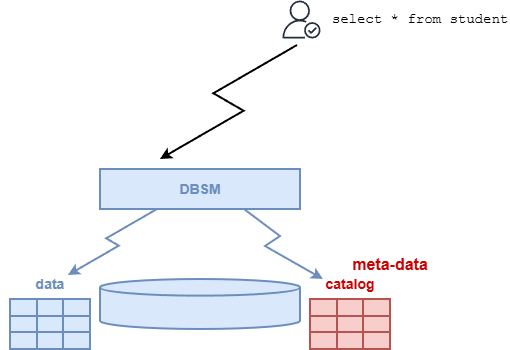 select * from student
DBSM
meta-data
data
catalog